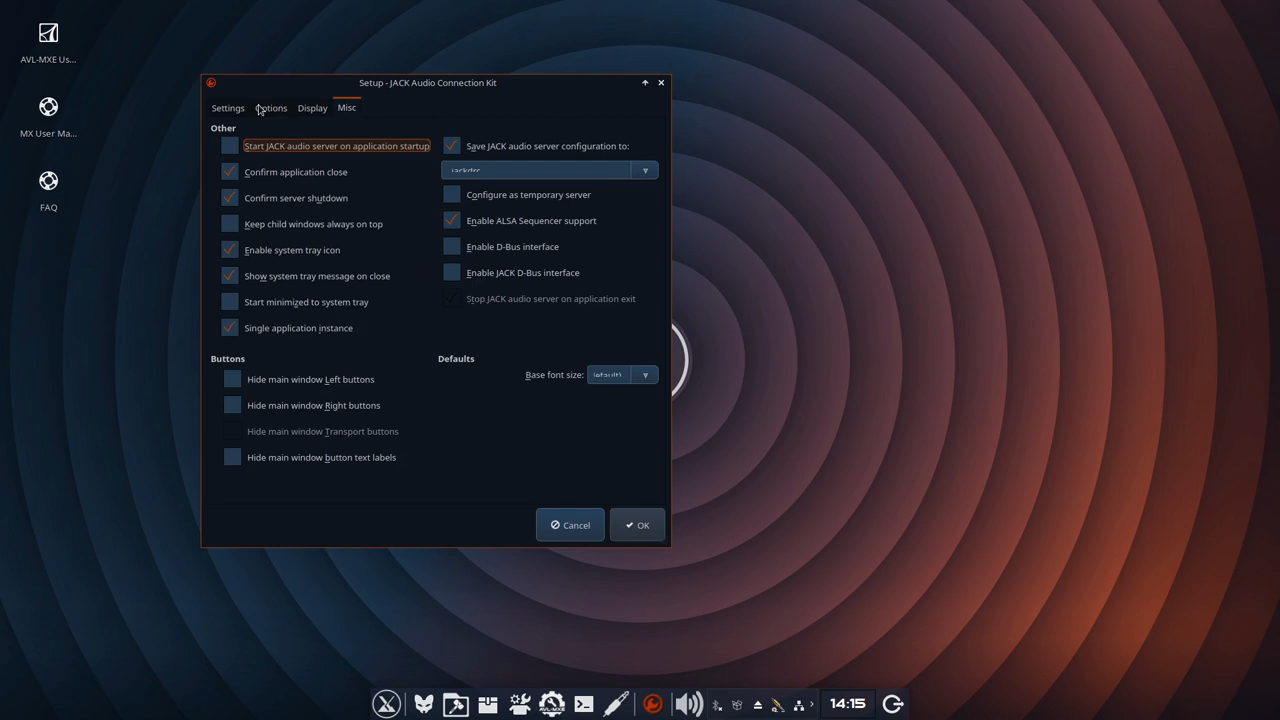 AVL-MXE Us...
MX User Ma...
FAQ
Setup - JACK Audio Connection Kit
Settings
Options
Display
Misc
Other
Start JACK audio server on application startup
Confirm application close
Confirm server shutdown
Keep child windows always on top
Enable system tray icon
Show system tray message on close
Start minimized to system tray
Single application instance
Save JACK audio server configuration to:
.jackdrc
Configure as temporary server
Enable ALSA Sequencer support
Enable D-Bus interface
Enable JACK D-Bus interface
Stop JACK audio server on application exit
Buttons
Hide main window Left buttons
Hide main window Right buttons
Hide main window Transport buttons
Hide main window button text labels
Defaults
Base font size:
Cancel
OK
AVL-MXE
14:15